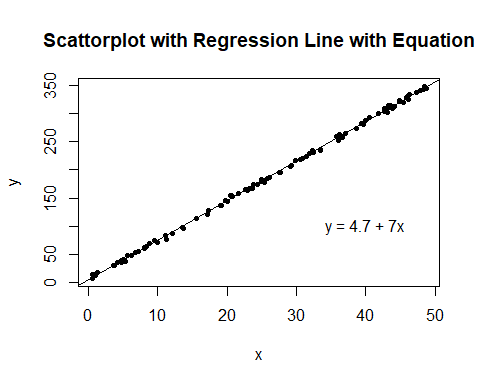 Scattorplot with Regression Line with Equation
350
250
150
50
0
y
y = 4.7 + 7x
0 10 20 30 40 50
x